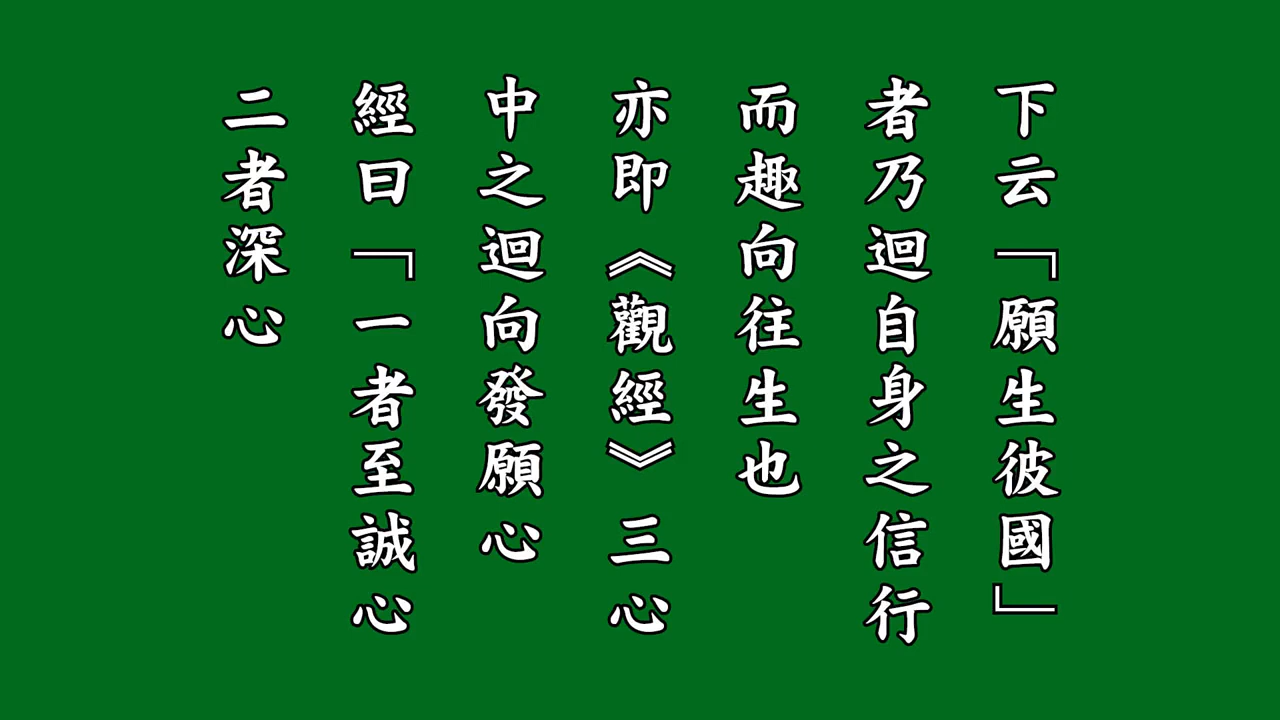 下云「願生彼國」
者乃迴自身之信行
而趣向往生也
亦即《觀經》三心
中之迴向發願心
經曰「一者至誠心
二者深心